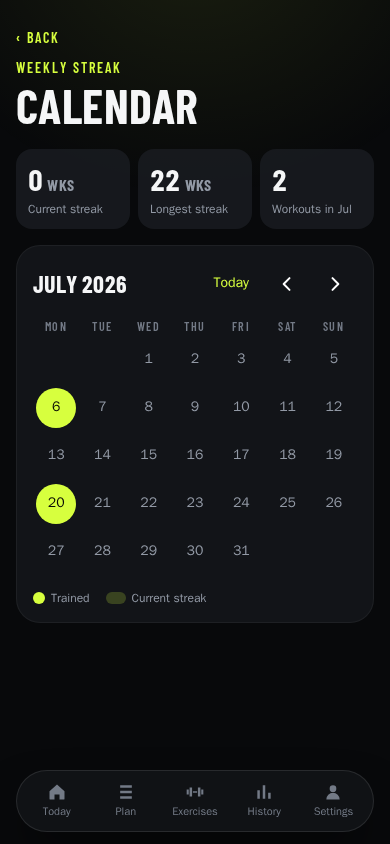 ‹ BACK
WEEKLY STREAK
CALENDAR
0 WKS
Current streak
22 WKS
Longest streak
2
Workouts in Jul
JULY 2026 Today
MON TUE WED THU FRI SAT SUN
1 2 3 4 5
6 7 8 9 10 11 12
13 14 15 16 17 18 19
20 21 22 23 24 25 26
27 28 29 30 31
Trained Current streak
Today Plan Exercises History Settings